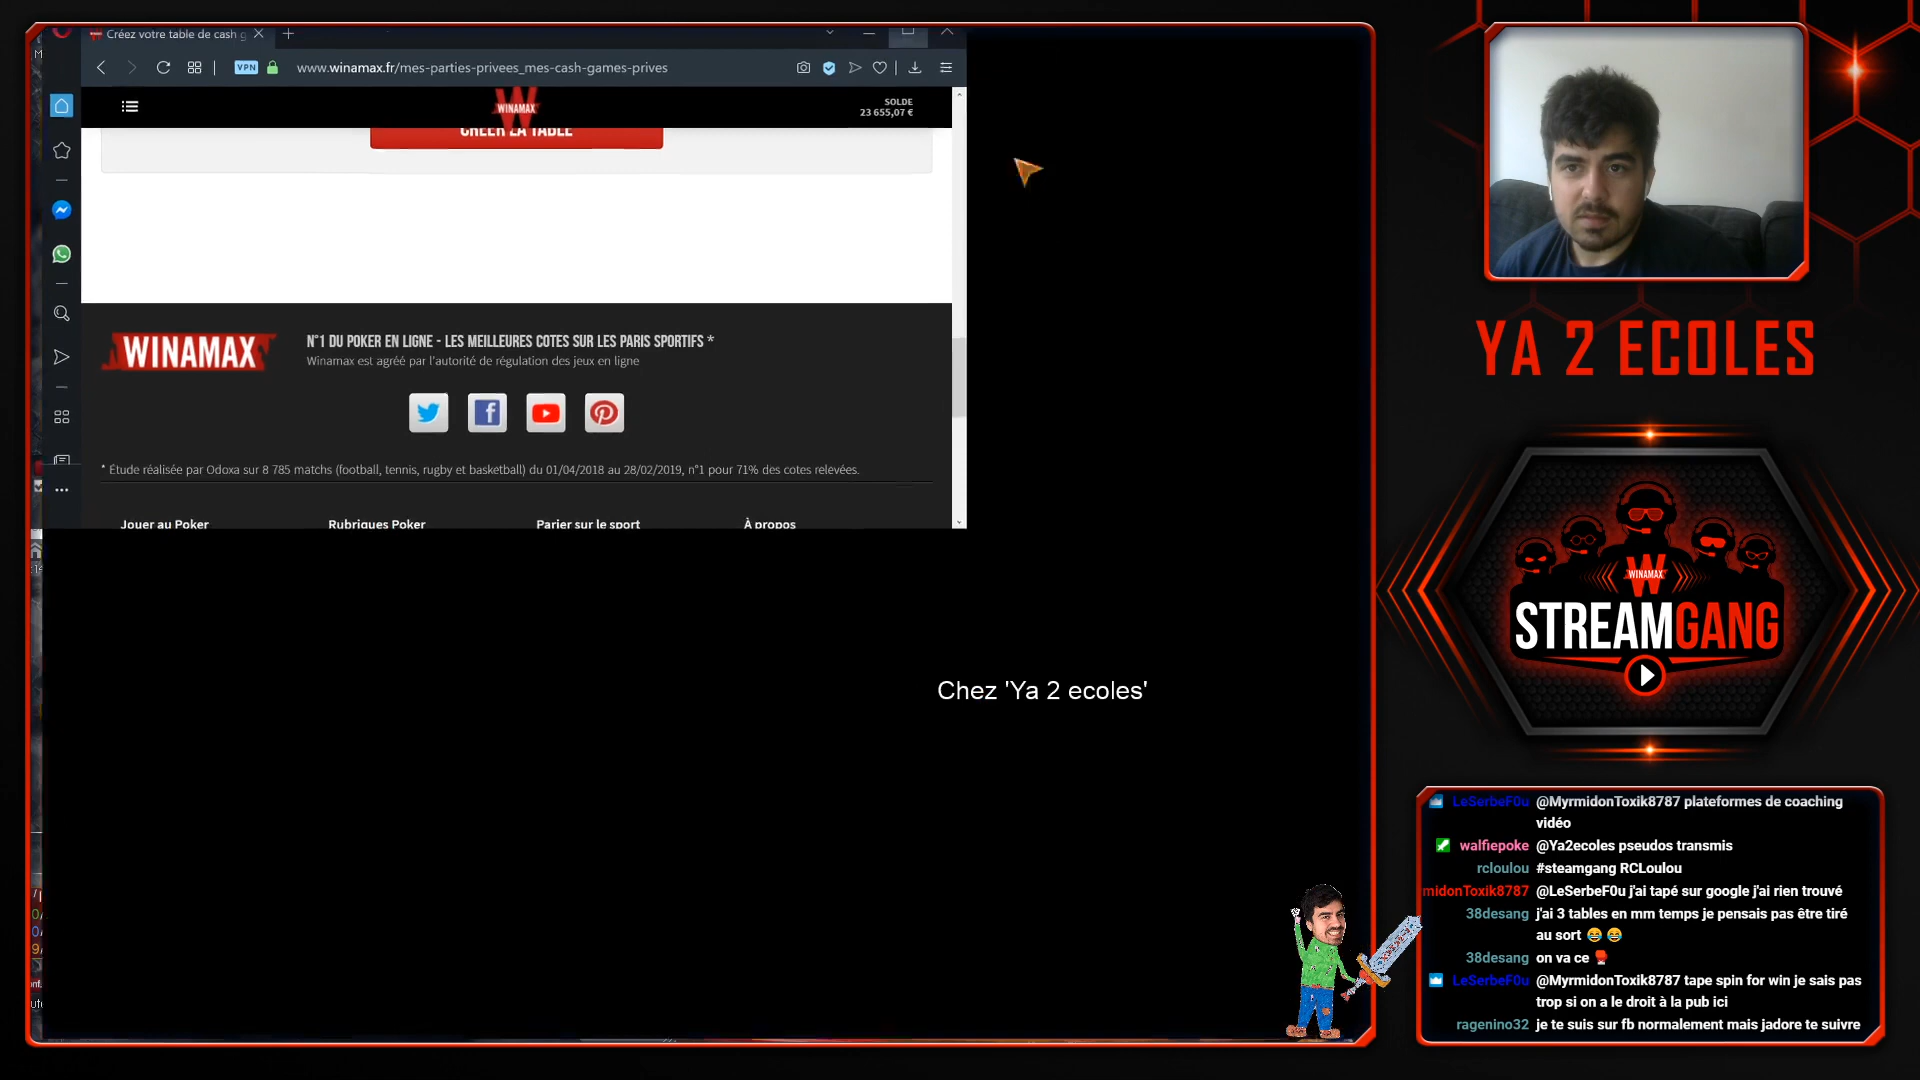 Créez votre table de cash g
VPN
www.winamax.fr/mes-parties-privees_mes-cash-games-prives
WINAMAX
SOLDE
23 655,07 €
CRÉER LA TABLE
WINAMAX
N°1 DU POKER EN LIGNE - LES MEILLEURES COTES SUR LES PARIS SPORTIFS *
Winamax est agréé par l'autorité de régulation des jeux en ligne
* Étude réalisée par Odoxa sur 8 785 matchs (football, tennis, rugby et basketball) du 01/04/2018 au 28/02/2019, n°1 pour 71% des cotes relevées.
Jouer au Poker
Rubriques Poker
Parier sur le sport
À propos
Chez 'Ya 2 ecoles'
YA 2 ECOLES
WINAMAX
STREAMGANG
LeSerbeF0u @MyrmidonToxik8787 plateformes de coaching
vidéo
walfiepoke @Ya2ecoles pseudos transmis
rcloulou #steamgang RCLoulou
midonToxik8787 @LeSerbeF0u j'ai tapé sur google j'ai rien trouvé
38desang j'ai 3 tables en mm temps je pensais pas être tiré
au sort 😂 😂
38desang on va ce 🥊
LeSerbeF0u @MyrmidonToxik8787 tape spin for win je sais pas
trop si on a le droit à la pub ici
ragenino32 je te suis sur fb normalement mais jadore te suivre